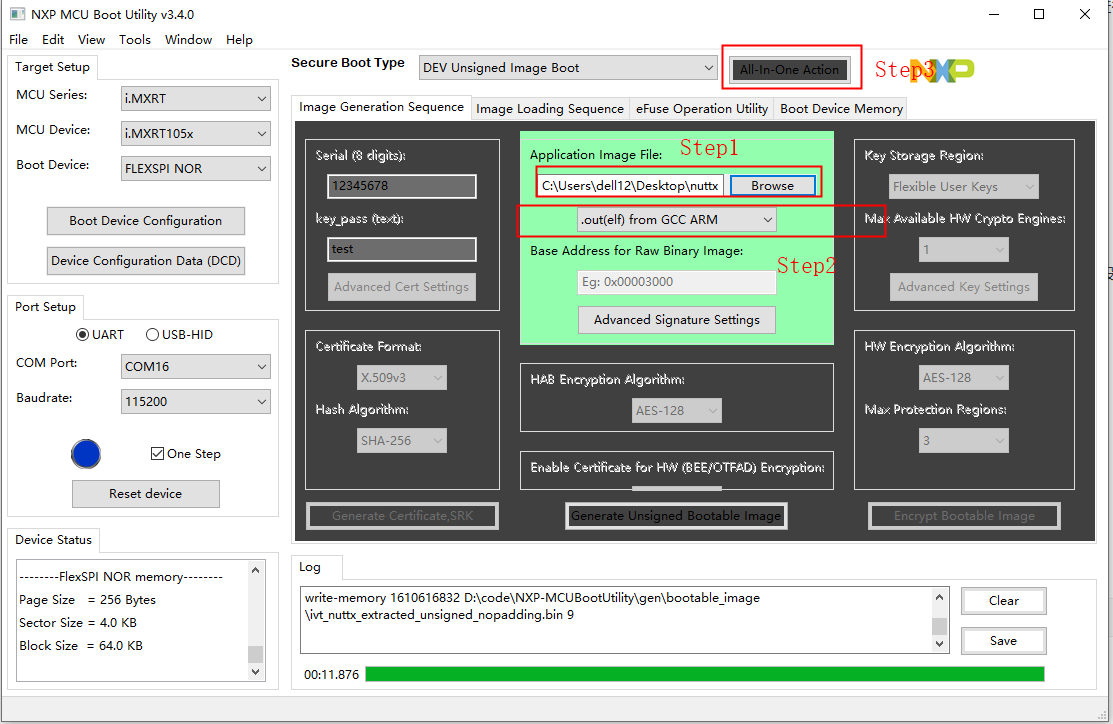 NXP MCU Boot Utility v3.4.0
File Edit View Tools Window Help
Target Setup
MCU Series: i.MXRT
MCU Device: i.MXRT105x
Boot Device: FLEXSPI NOR
Boot Device Configuration
Device Configuration Data (DCD)
Port Setup
UART USB-HID
COM Port: COM16
Baudrate: 115200
One Step
Reset device
Device Status
--------FlexSPI NOR memory--------
Page Size = 256 Bytes
Sector Size = 4.0 KB
Block Size = 64.0 KB
Secure Boot Type DEV Unsigned Image Boot All-In-One Action Step3 NXP
Image Generation Sequence Image Loading Sequence eFuse Operation Utility Boot Device Memory
Serial (8 digits):
12345678
key_pass (text):
test
Advanced Cert Settings
Certificate Format:
X.509v3
Hash Algorithm:
SHA-256
Generate Certificate,SRK
Application Image File: Step1
C:\Users\dell12\Desktop\nuttx Browse
.out(elf) from GCC ARM
Base Address for Raw Binary Image: Step2
Eg: 0x00003000
Advanced Signature Settings
HAB Encryption Algorithm:
AES-128
Enable Certificate for HW (BEE/OTFAD) Encryption:
Generate Unsigned Bootable Image
Key Storage Region:
Flexible User Keys
Max Available HW Crypto Engines:
1
Advanced Key Settings
HW Encryption Algorithm:
AES-128
Max Protection Regions:
3
Encrypt Bootable Image
Log
write-memory 1610616832 D:\code\NXP-MCUBootUtility\gen\bootable_image
\ivt_nuttx_extracted_unsigned_nopadding.bin 9
Clear
Save
00:11.876